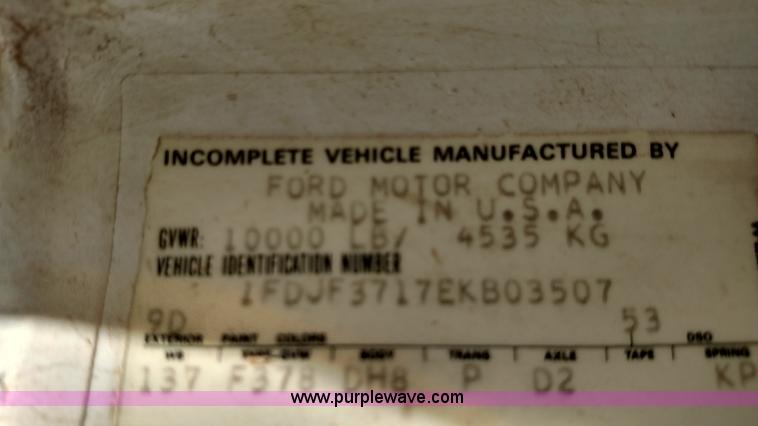 INCOMPLETE VEHICLE MANUFACTURED BY
FORD MOTOR COMPANY
MADE IN U.S.A.
GVWR: 10000 LB/ 4535 KG
VEHICLE IDENTIFICATION NUMBER
1FDJF3717EKB03507
9D 53
EXTERIOR PAINT COLORS DSO
WB | TYPE-GVW | BODY | TRANS | AXLE | TAPE | SPRING
137 F378 DH8 P D2 KP
www.purplewave.com